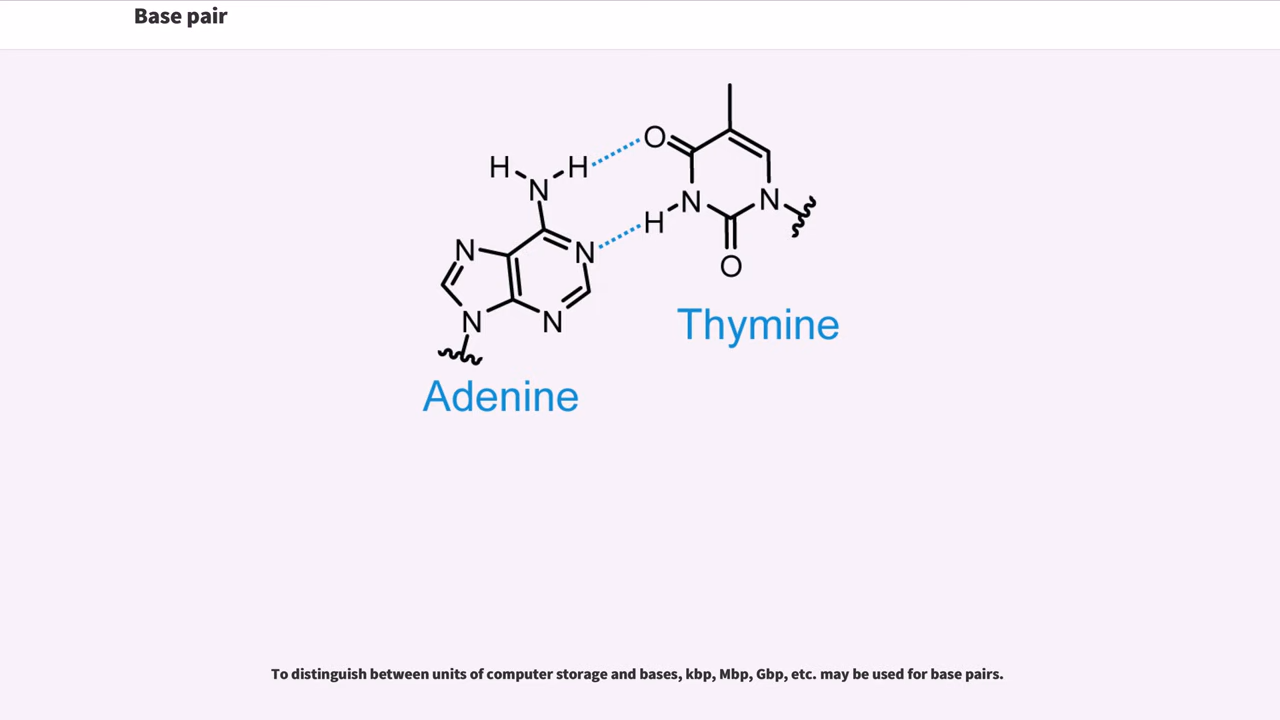 Base pair
O
H H
N
N
H
N
N
N
O
N
N
Thymine
Adenine
To distinguish between units of computer storage and bases, kbp, Mbp, Gbp, etc. may be used for base pairs.